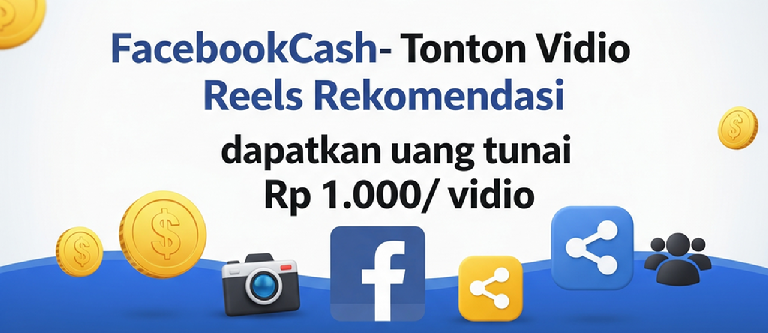 FacebookCash- Tonton Vidio
Reels Rekomendasi
dapatkan uang tunai
Rp 1.000/ vidio